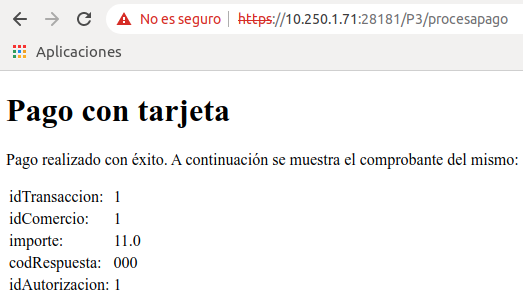 No es seguro | https://10.250.1.71:28181/P3/procesapago
Aplicaciones
Pago con tarjeta
Pago realizado con éxito. A continuación se muestra el comprobante del mismo:
idTransaccion: 1
idComercio: 1
importe: 11.0
codRespuesta: 000
idAutorizacion: 1